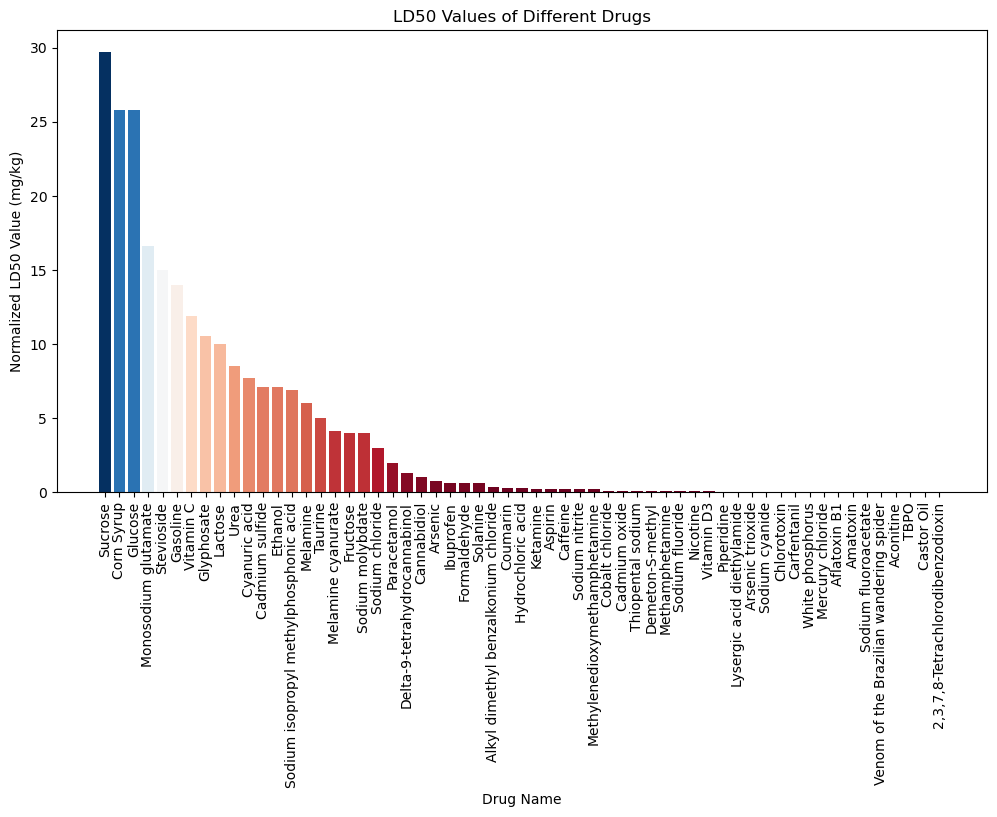 LD50 Values of Different Drugs
Normalized LD50 Value (mg/kg)
30
25
20
15
10
5
0
Sucrose
Corn Syrup
Glucose
Monosodium glutamate
Stevioside
Gasoline
Vitamin C
Glyphosate
Lactose
Urea
Cyanuric acid
Cadmium sulfide
Ethanol
Sodium isopropyl methylphosphonic acid
Melamine
Taurine
Melamine cyanurate
Fructose
Sodium molybdate
Sodium chloride
Paracetamol
Delta-9-tetrahydrocannabinol
Cannabidiol
Arsenic
Ibuprofen
Formaldehyde
Solanine
Alkyl dimethyl benzalkonium chloride
Coumarin
Hydrochloric acid
Ketamine
Aspirin
Caffeine
Sodium nitrite
Methylenedioxymethamphetamine
Cobalt chloride
Cadmium oxide
Thiopental sodium
Demeton-S-methyl
Methamphetamine
Sodium fluoride
Nicotine
Vitamin D3
Piperidine
Lysergic acid diethylamide
Arsenic trioxide
Sodium cyanide
Chlorotoxin
Carfentanil
White phosphorus
Mercury chloride
Aflatoxin B1
Amatoxin
Sodium fluoroacetate
Venom of the Brazilian wandering spider
Aconitine
TBPO
Castor Oil
2,3,7,8-Tetrachlorodibenzodioxin
Drug Name